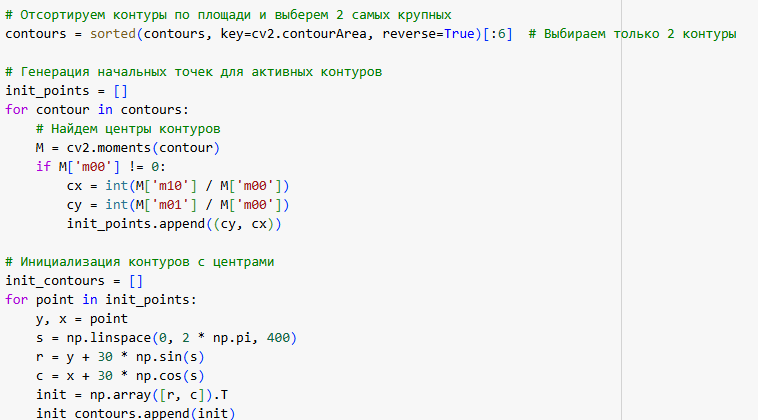 # Отсортируем контуры по площади и выберем 2 самых крупных
contours = sorted(contours, key=cv2.contourArea, reverse=True)[:6]  # Выбираем только 2 контуры

# Генерация начальных точек для активных контуров
init_points = []
for contour in contours:
    # Найдем центры контуров
    M = cv2.moments(contour)
    if M['m00'] != 0:
        cx = int(M['m10'] / M['m00'])
        cy = int(M['m01'] / M['m00'])
        init_points.append((cy, cx))

# Инициализация контуров с центрами
init_contours = []
for point in init_points:
    y, x = point
    s = np.linspace(0, 2 * np.pi, 400)
    r = y + 30 * np.sin(s)
    c = x + 30 * np.cos(s)
    init = np.array([r, c]).T
    init_contours.append(init)